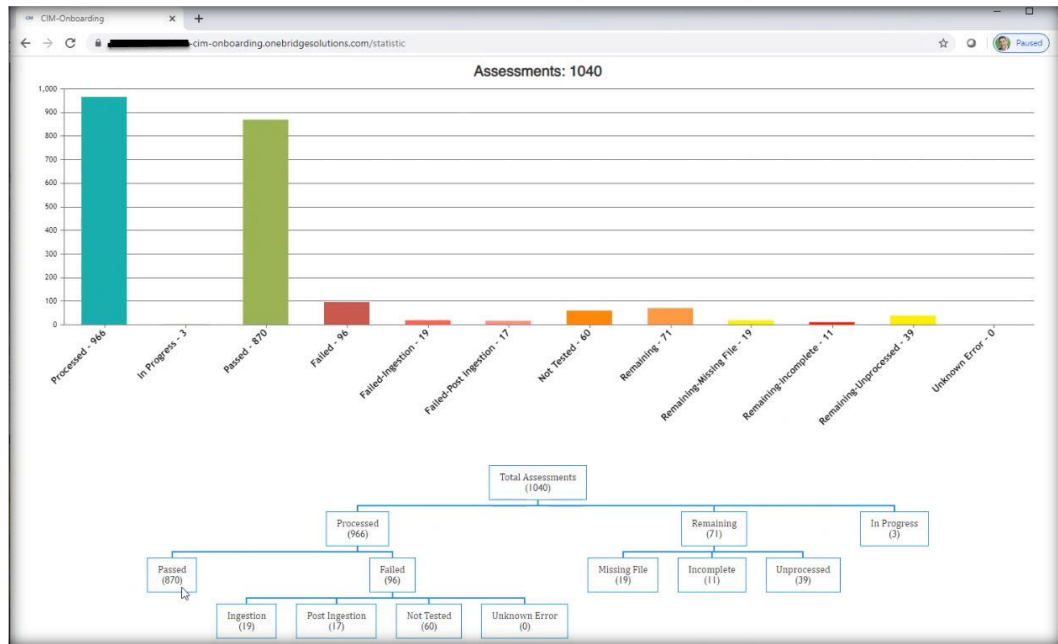 CIM-Onboarding
-cim-onboarding.onebridgesolutions.com/statistic
Paused
Assessments: 1040
1,000
900
800
700
600
500
400
300
200
100
0
Processed - 966
In Progress - 3
Passed - 870
Failed - 96
Failed-Ingestion - 19
Failed-Post Ingestion - 17
Not Tested - 60
Remaining - 71
Remaining-Missing File - 19
Remaining-Incomplete - 11
Remaining-Unprocessed - 39
Unknown Error - 0
Total Assessments
(1040)
Processed
(966)
Remaining
(71)
In Progress
(3)
Passed
(870)
Failed
(96)
Missing File
(19)
Incomplete
(11)
Unprocessed
(39)
Ingestion
(19)
Post Ingestion
(17)
Not Tested
(60)
Unknown Error
(0)